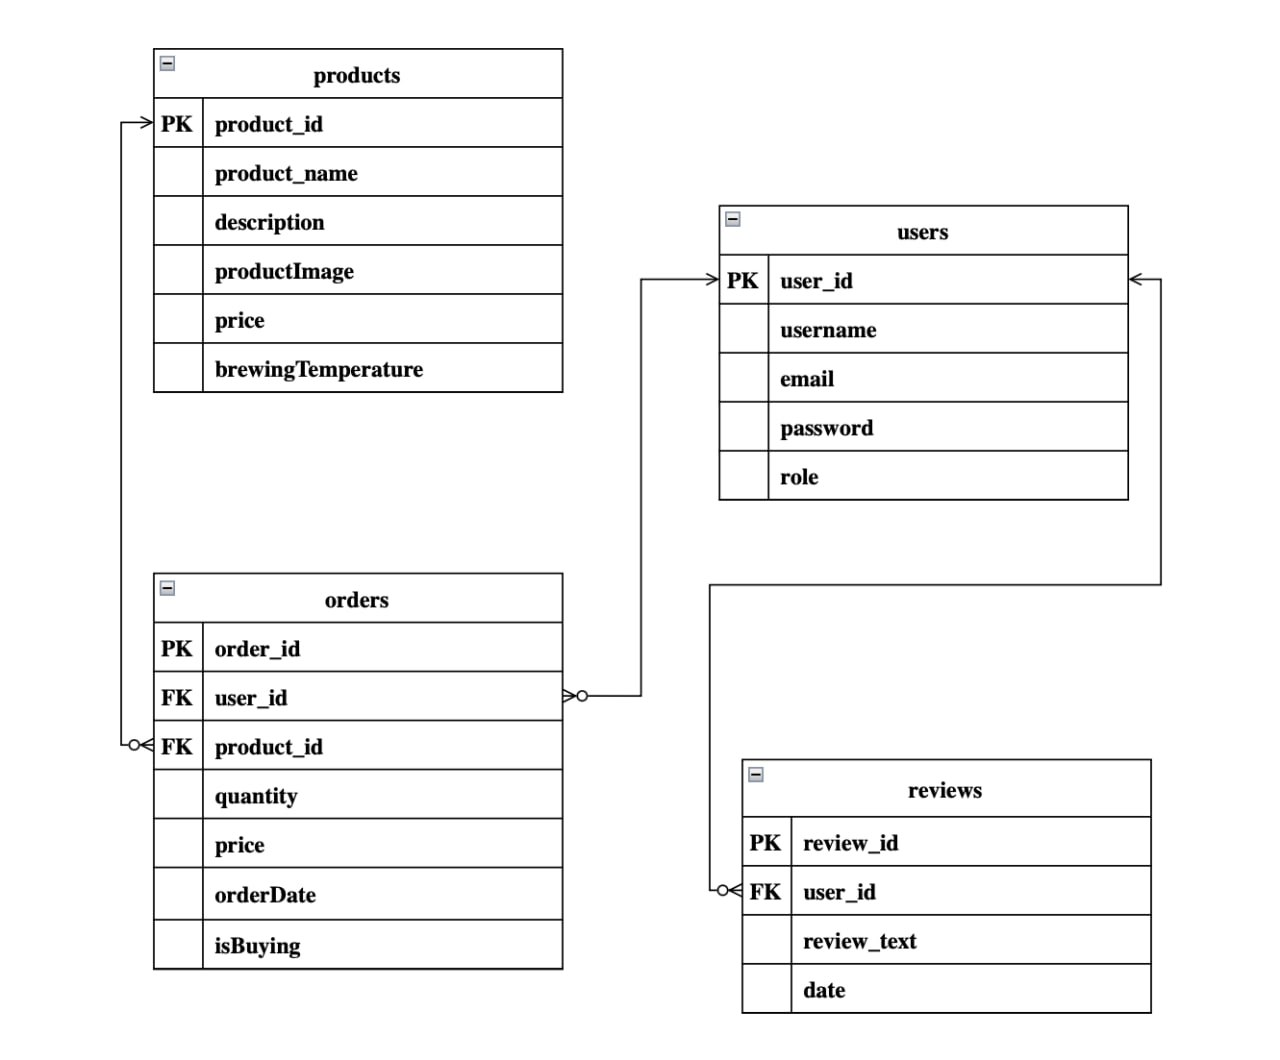 products
PK product_id
product_name
description
productImage
price
brewingTemperature
users
PK user_id
username
email
password
role
orders
PK order_id
FK user_id
FK product_id
quantity
price
orderDate
isBuying
reviews
PK review_id
FK user_id
review_text
date